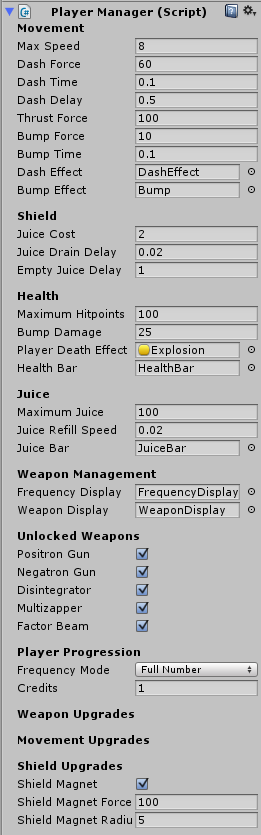 Player Manager (Script)
Movement
Max Speed 8
Dash Force 60
Dash Time 0.1
Dash Delay 0.5
Thrust Force 100
Bump Force 10
Bump Time 0.1
Dash Effect DashEffect
Bump Effect Bump
Shield
Juice Cost 2
Juice Drain Delay 0.02
Empty Juice Delay 1
Health
Maximum Hitpoints 100
Bump Damage 25
Player Death Effect Explosion
Health Bar HealthBar
Juice
Maximum Juice 100
Juice Refill Speed 0.02
Juice Bar JuiceBar
Weapon Management
Frequency Display FrequencyDisplay
Weapon Display WeaponDisplay
Unlocked Weapons
Positron Gun
Negatron Gun
Disintegrator
Multizapper
Factor Beam
Player Progression
Frequency Mode Full Number
Credits 1
Weapon Upgrades
Movement Upgrades
Shield Upgrades
Shield Magnet
Shield Magnet Force 100
Shield Magnet Radiu 5